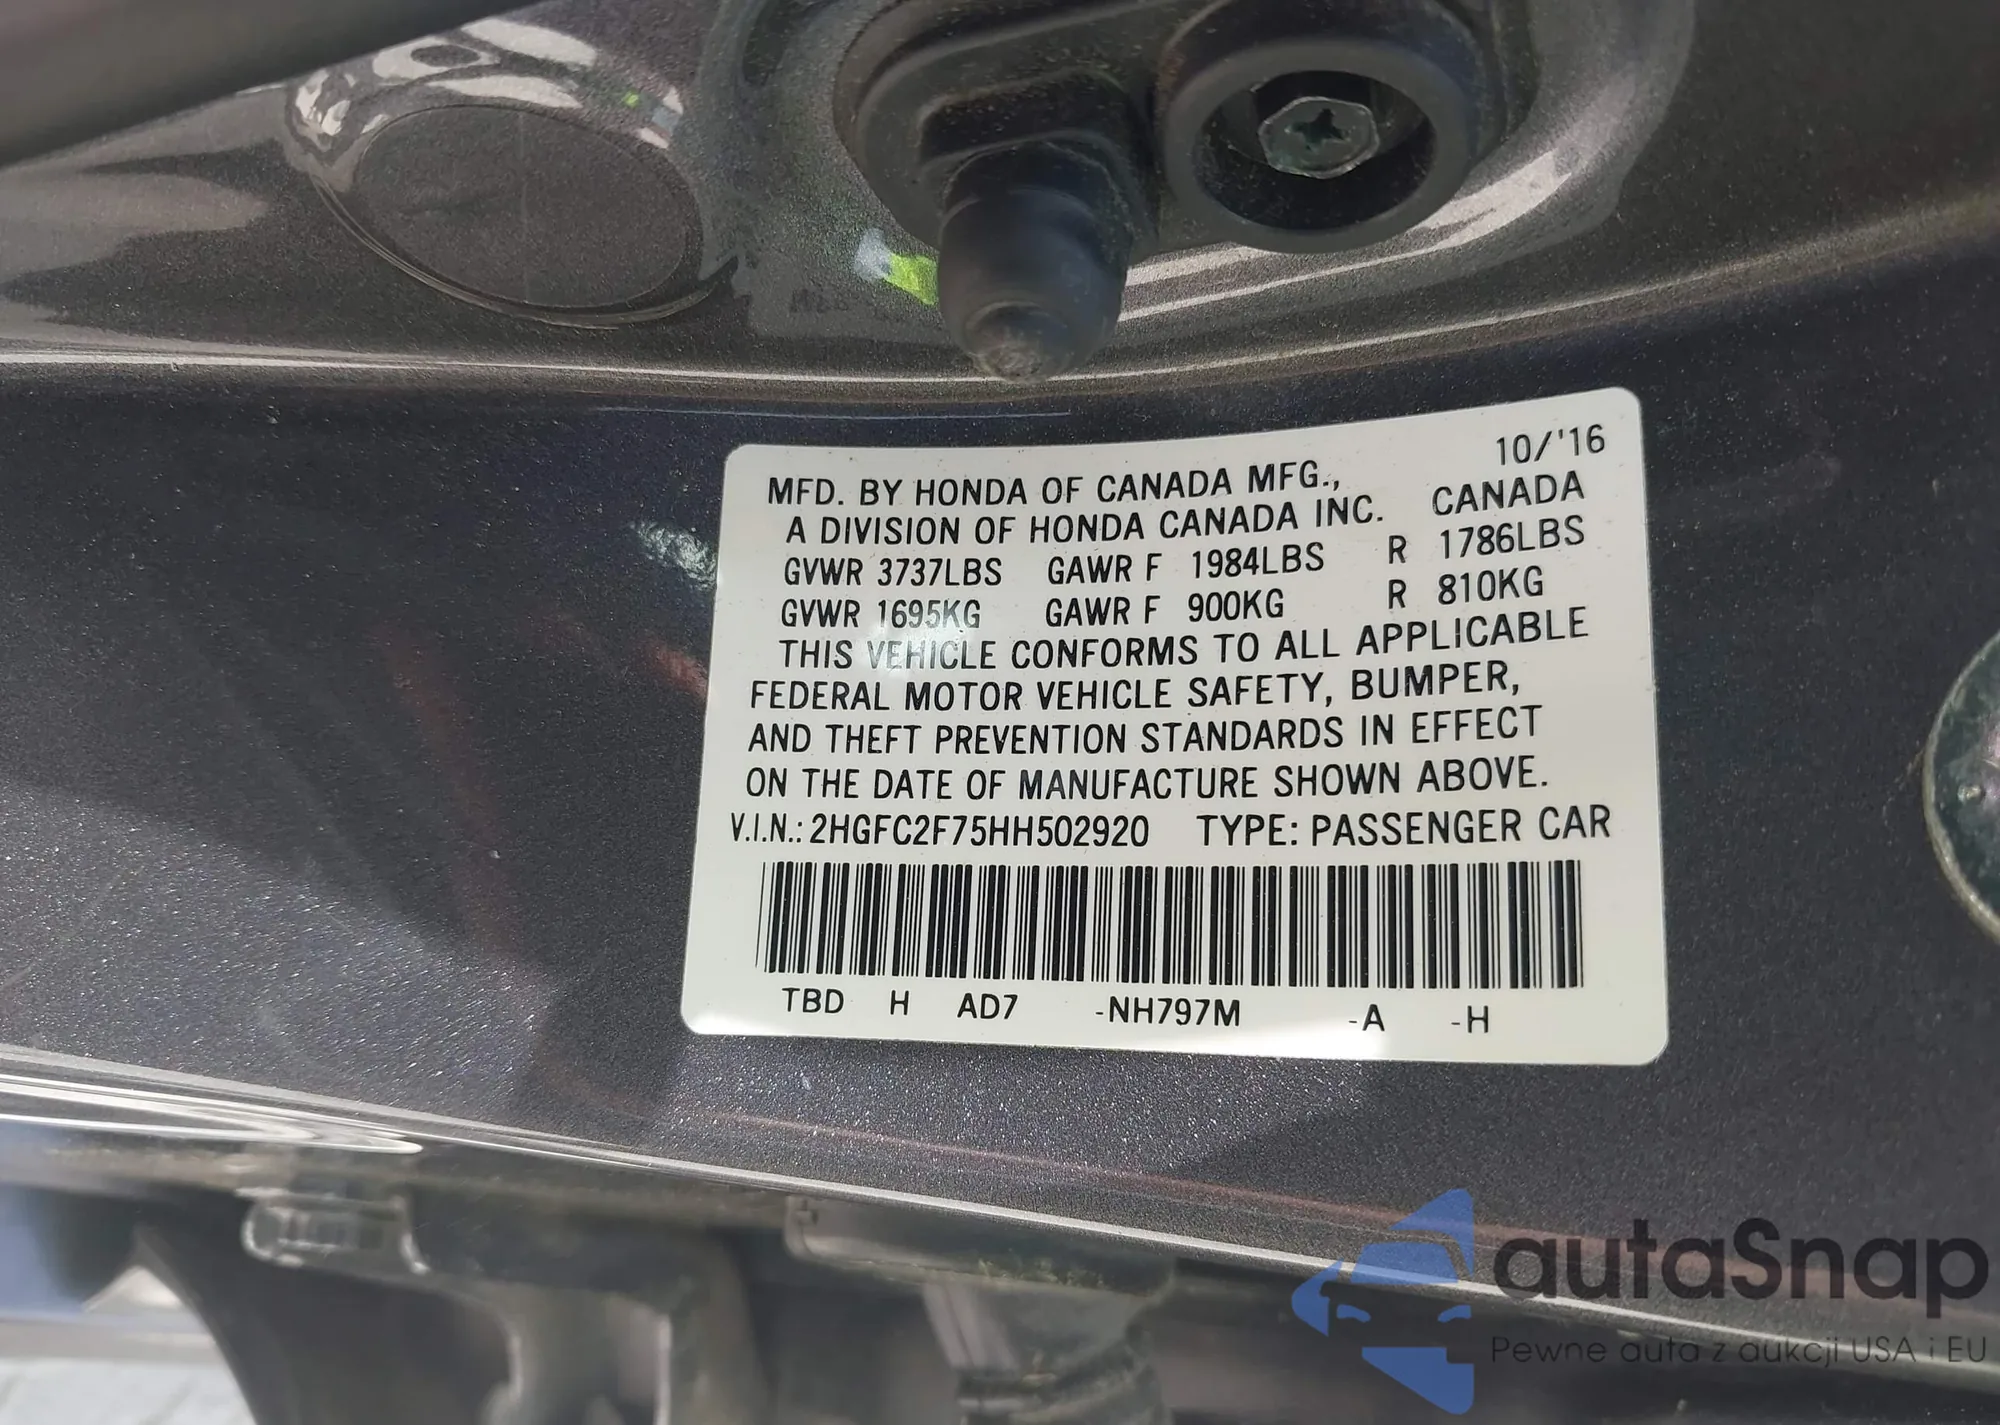 10/'16
MFD. BY HONDA OF CANADA MFG.,
A DIVISION OF HONDA CANADA INC. CANADA
GVWR 3737LBS GAWR F 1984LBS R 1786LBS
GVWR 1695KG GAWR F 900KG R 810KG
THIS VEHICLE CONFORMS TO ALL APPLICABLE
FEDERAL MOTOR VEHICLE SAFETY, BUMPER,
AND THEFT PREVENTION STANDARDS IN EFFECT
ON THE DATE OF MANUFACTURE SHOWN ABOVE.
V.I.N.: 2HGFC2F75HH502920 TYPE: PASSENGER CAR
TBD H AD7 -NH797M -A -H
autaSnap
Pewne auta z aukcji USA i EU